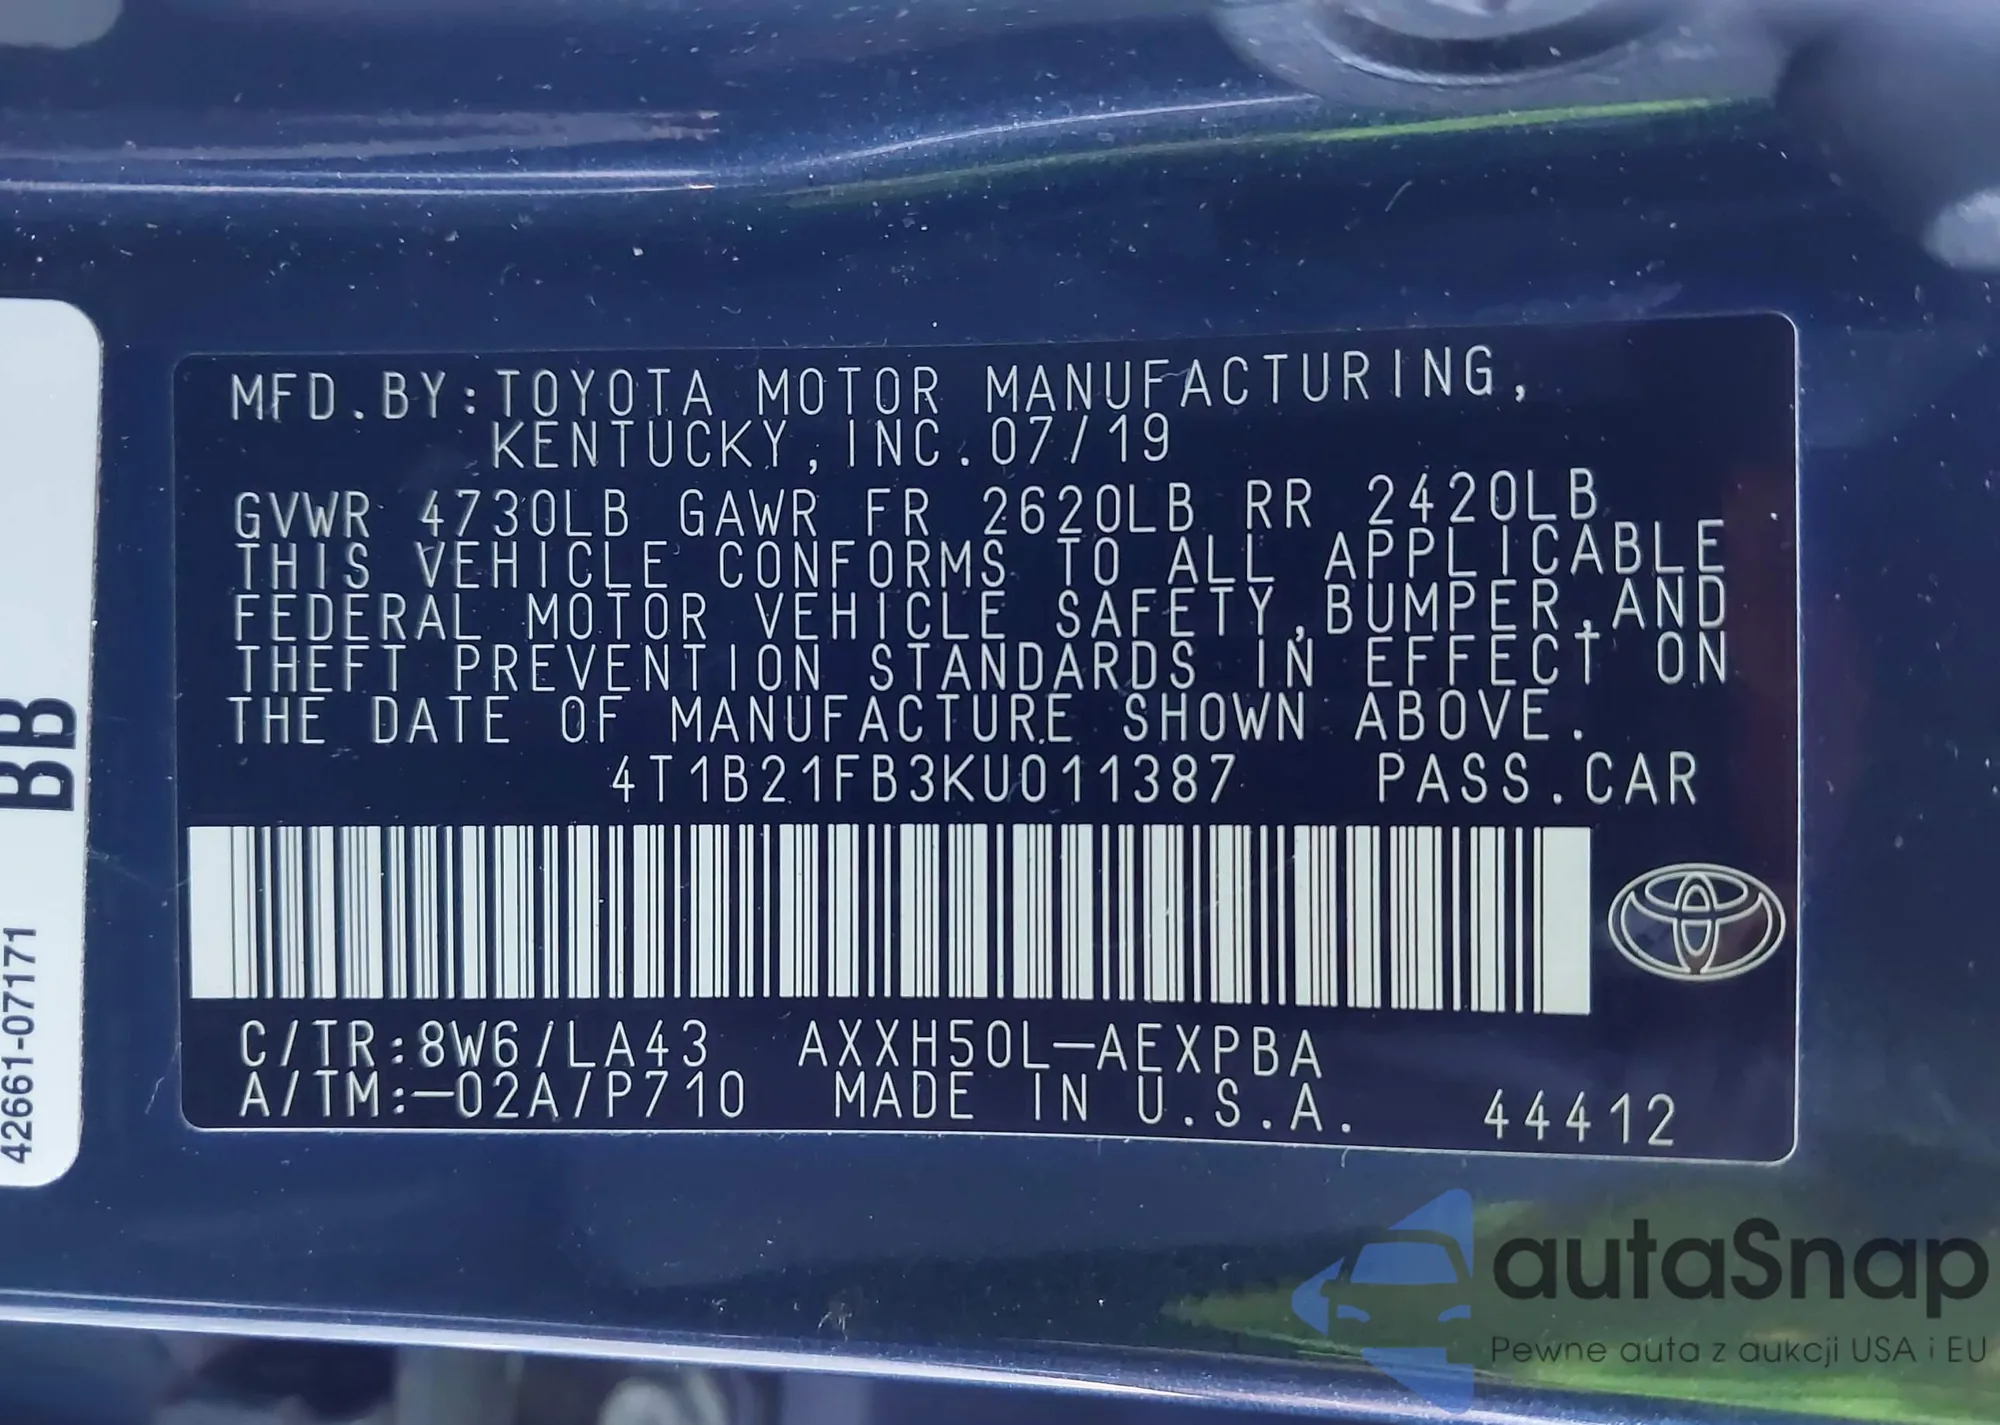 MFD.BY:TOYOTA MOTOR MANUFACTURING,
KENTUCKY,INC.07/19
GVWR 4730LB GAWR FR 2620LB RR 2420LB
THIS VEHICLE CONFORMS TO ALL APPLICABLE
FEDERAL MOTOR VEHICLE SAFETY,BUMPER,AND
THEFT PREVENTION STANDARDS IN EFFECT ON
THE DATE OF MANUFACTURE SHOWN ABOVE.
4T1B21FB3KU011387 PASS.CAR
C/TR:8W6/LA43 AXXH50L-AEXPBA
A/TM:-02A/P710 MADE IN U.S.A. 44412
BB
42661-07171
autaSnap
Pewne auta z aukcji USA i EU